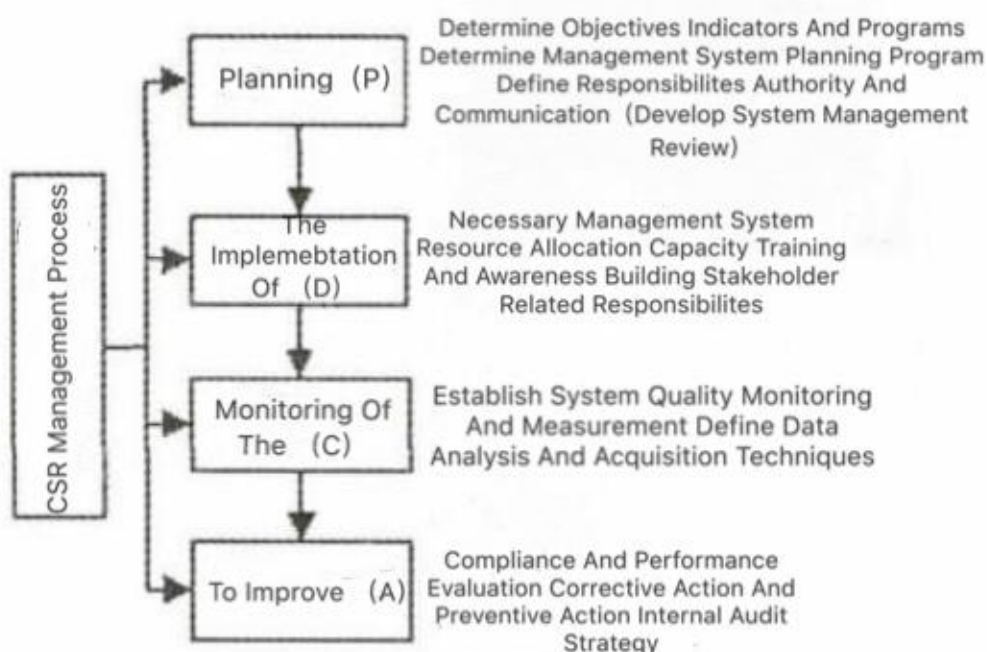 CSR Management Process
Planning (P)
Determine Objectives Indicators And Programs
Determine Management System Planning Program
Define Responsibilites Authority And
Communication (Develop System Management
Review)
The
Implemebtation
Of (D)
Necessary Management System
Resource Allocation Capacity Training
And Awareness Building Stakeholder
Related Responsibilites
Monitoring Of
The (C)
Establish System Quality Monitoring
And Measurement Define Data
Analysis And Acquisition Techniques
To Improve (A)
Compliance And Performance
Evaluation Corrective Action And
Preventive Action Internal Audit
Strategy